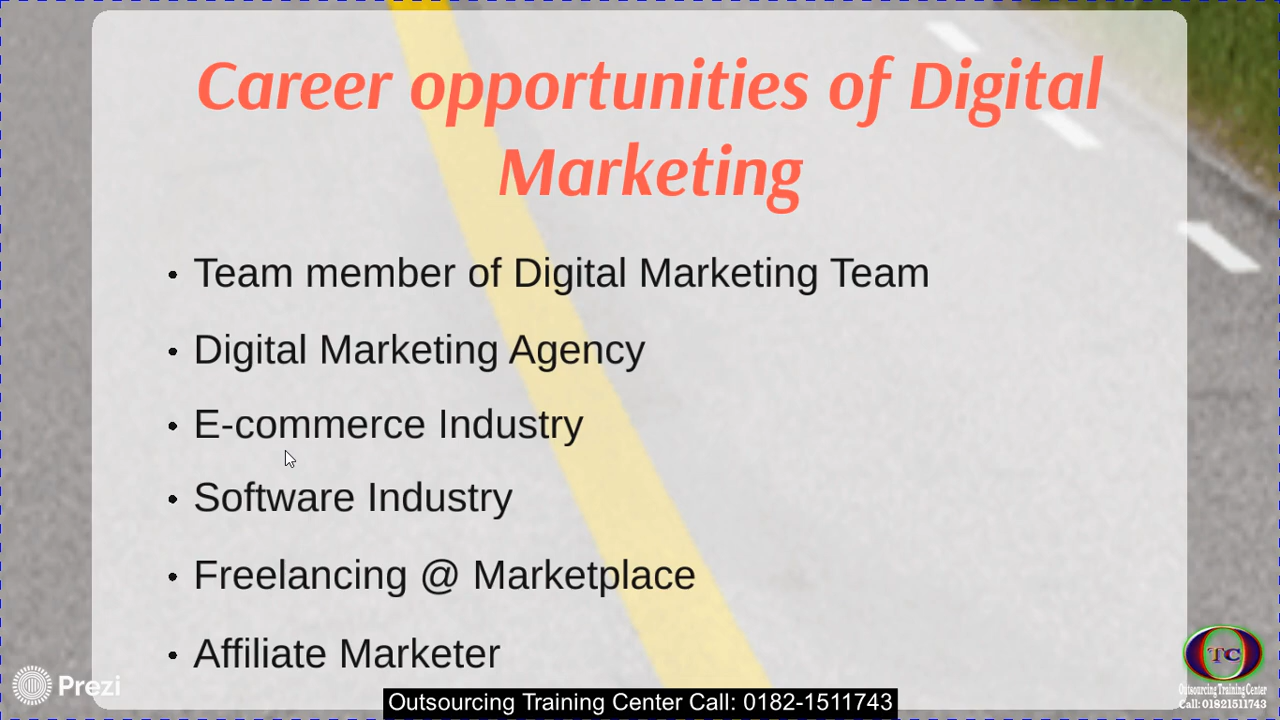 Career opportunities of Digital
Marketing
• Team member of Digital Marketing Team
• Digital Marketing Agency
• E-commerce Industry
• Software Industry
• Freelancing @ Marketplace
• Affiliate Marketer
Prezi
Outsourcing Training Center Call: 0182-1511743
OTC
Outsourcing Training Center
Call: 01821511743